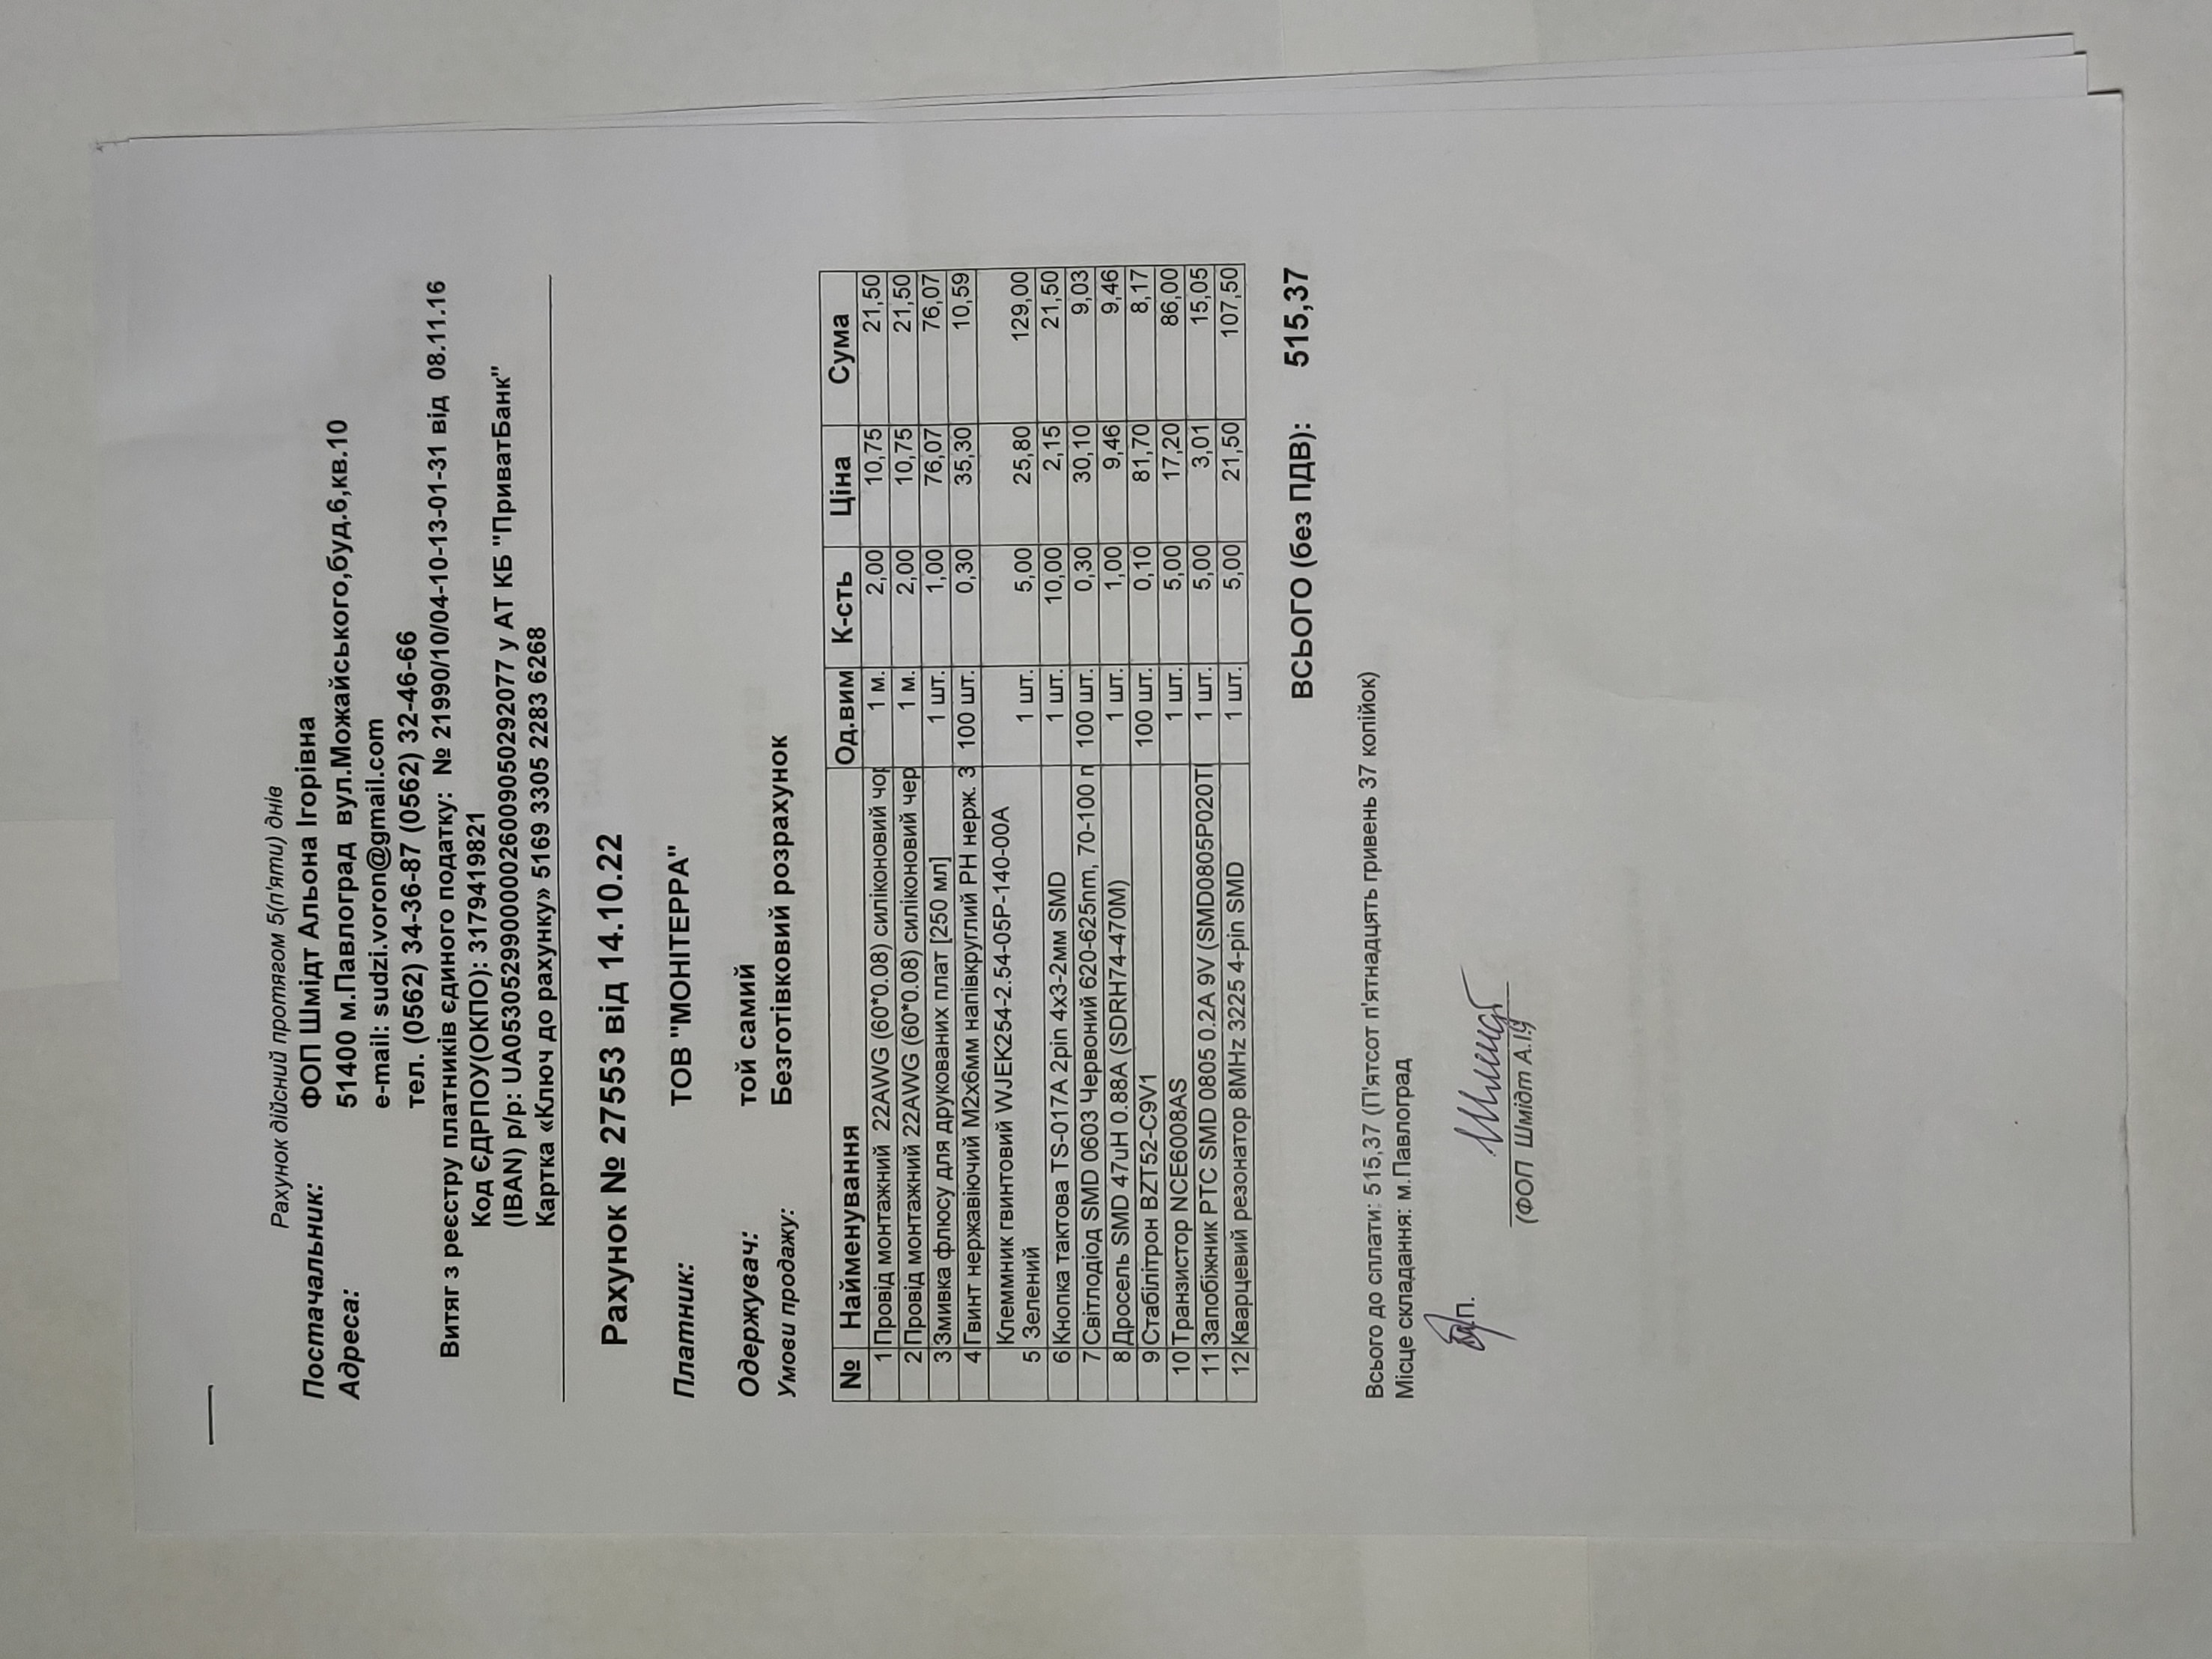 Рахунок дійсний протягом 5(п'яти) днів
Постачальник: ФОП Шмідт Альона Ігорівна
Адреса: 51400 м.Павлоград вул.Можайського,буд.6,кв.10
e-mail: sudzi.voron@gmail.com
тел. (0562) 34-36-87 (0562) 32-46-66
Витяг з реєстру платників єдиного податку: № 21990/10/04-10-13-01-31 від 08.11.16
Код ЄДРПОУ(ОКПО): 3179419821
(IBAN) р/р: UA053052990000026009050292077 у АТ КБ "ПриватБанк"
Картка «Ключ до рахунку» 5169 3305 2283 6268
Рахунок № 27553 від 14.10.22
Платник: ТОВ "МОНІТЕРРА"
Одержувач: той самий
Умови продажу: Безготівковий розрахунок
№ Найменування Од.вим К-сть Ціна Сума
1 Провід монтажний 22AWG (60*0.08) силіконовий чор 1 м. 2,00 10,75 21,50
2 Провід монтажний 22AWG (60*0.08) силіконовий чер 1 м. 2,00 10,75 21,50
3 Змивка флюсу для друкованих плат [250 мл] 1 шт. 1,00 76,07 76,07
4 Гвинт нержавіючий М2х6мм напівкруглий PH нерж. 3 100 шт. 0,30 35,30 10,59
Клеммник гвинтовий WJEK254-2.54-05P-140-00A
5 Зелений 1 шт. 5,00 25,80 129,00
6 Кнопка тактова TS-017A 2pin 4x3-2мм SMD 1 шт. 10,00 2,15 21,50
7 Світлодіод SMD 0603 Червоний 620-625nm, 70-100 m 100 шт. 0,30 30,10 9,03
8 Дросель SMD 47uH 0.88A (SDRH74-470M) 1 шт. 1,00 9,46 9,46
9 Стабілітрон BZT52-C9V1 100 шт. 0,10 81,70 8,17
10 Транзистор NCE6008AS 1 шт. 5,00 17,20 86,00
11 Запобіжник PTC SMD 0805 0.2A 9V (SMD0805P020T 1 шт. 5,00 3,01 15,05
12 Кварцевий резонатор 8MHz 3225 4-pin SMD 1 шт. 5,00 21,50 107,50
ВСЬОГО (без ПДВ): 515,37
Всього до сплати: 515,37 (П'ятсот п'ятнадцять гривень 37 копійок)
Місце складання: м.Павлоград
(ФОП Шмідт А.І.)